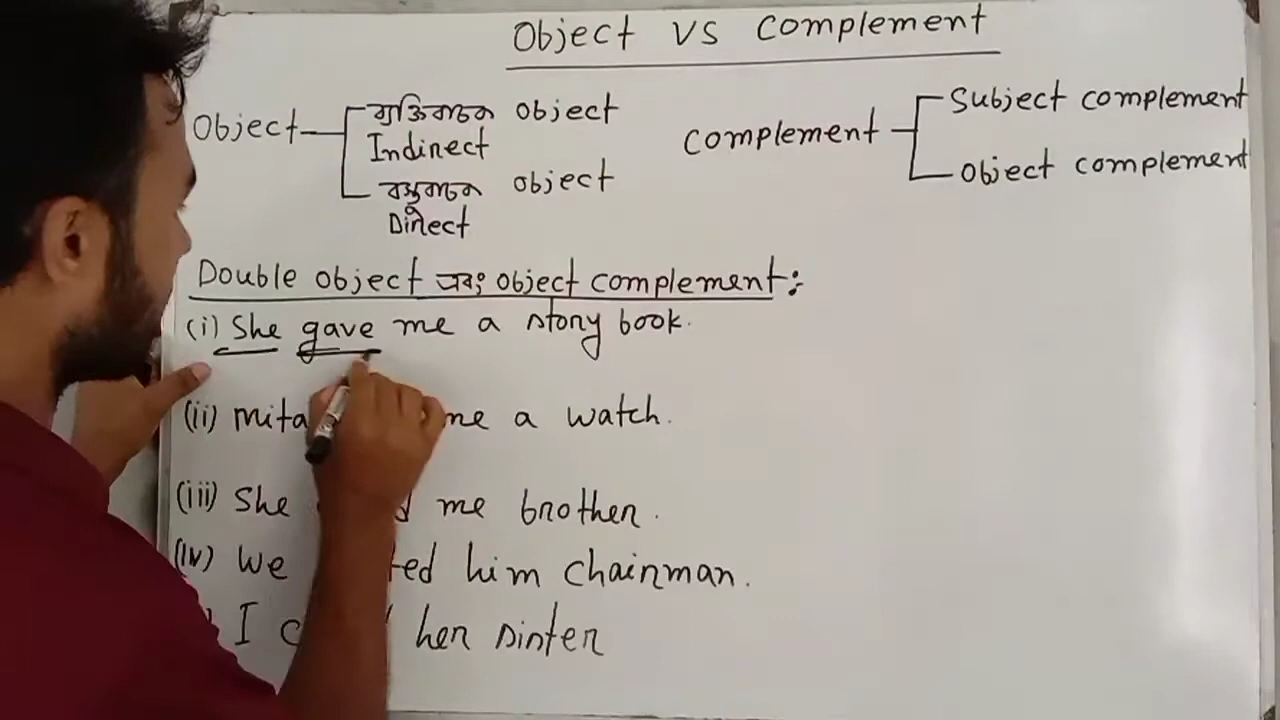 Object vs Complement
Object
ব্যক্তিবাচক object
Indirect
বস্তুবাচক object
Direct
Complement
Subject complement
Object complement
Double object এবং object complement:
(i) She gave me a story book.
(ii) Mita me a watch.
(iii) She me brother.
(iv) We him chairman.
I her sister